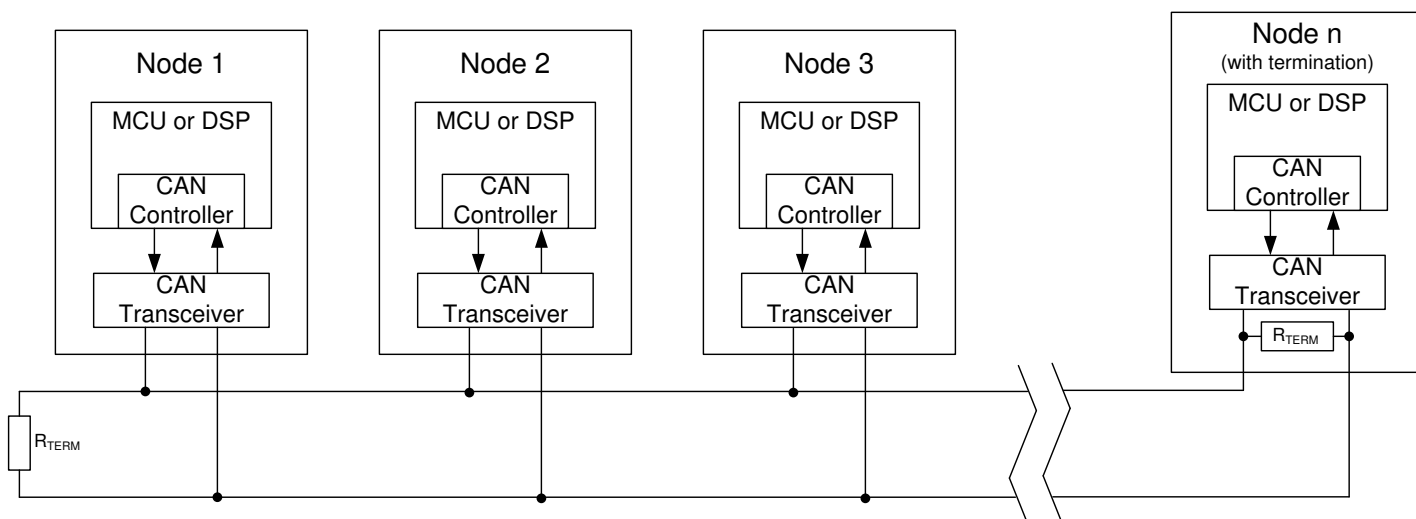 Node 1
MCU or DSP
CAN
Controller
CAN
Transceiver
Node 2
MCU or DSP
CAN
Controller
CAN
Transceiver
Node 3
MCU or DSP
CAN
Controller
CAN
Transceiver
Node n
(with termination)
MCU or DSP
CAN
Controller
CAN
Transceiver
RTERM
RTERM